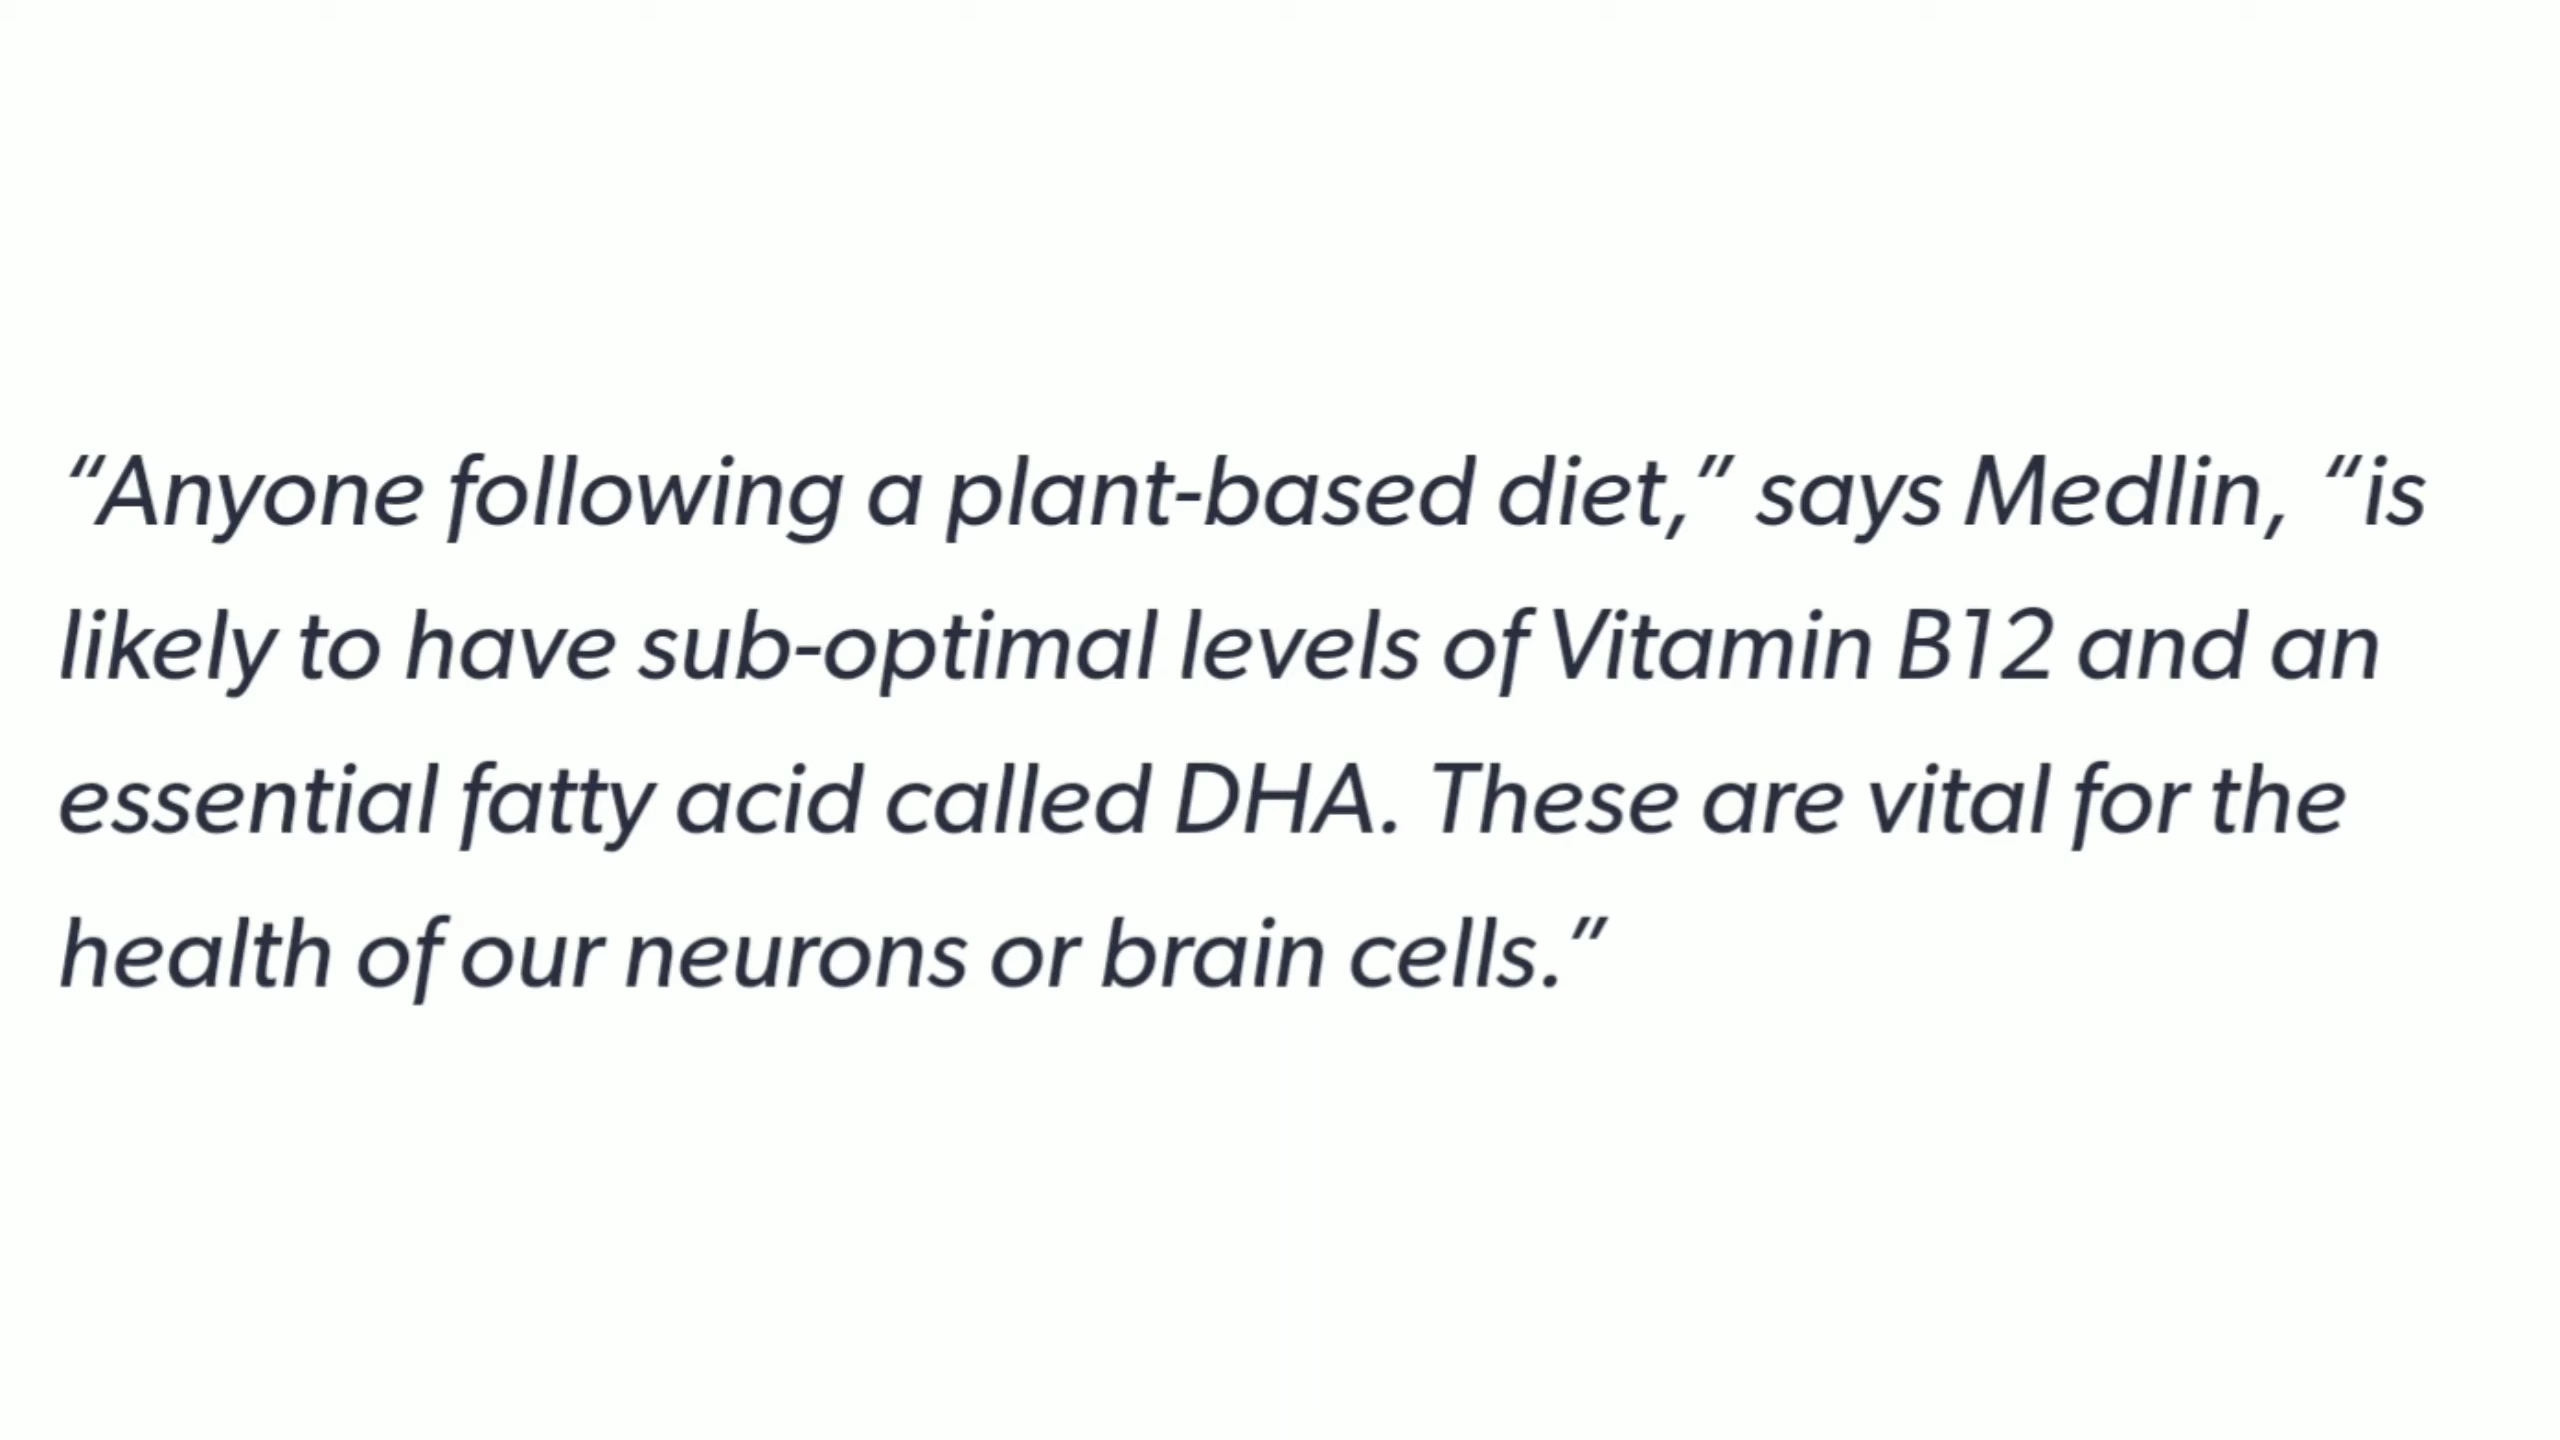 “Anyone following a plant-based diet,” says Medlin, “is
likely to have sub-optimal levels of Vitamin B12 and an
essential fatty acid called DHA. These are vital for the
health of our neurons or brain cells.”